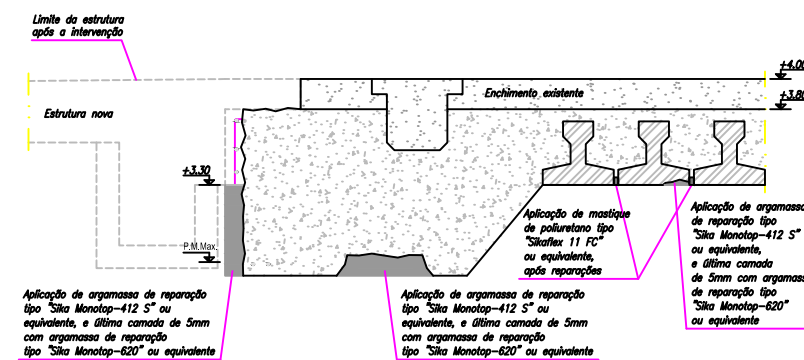 Limite da estrutura
após a intervenção
+4.00
Enchimento existente
+3.80
Estrutura nova
+3.30
P.M.Max.
Aplicação de mastique
de poliuretano tipo
"Sikaflex 11 FC"
ou equivalente,
após reparações
Aplicação de argamassa
de reparação tipo
"Sika Monotop-412 S"
ou equivalente,
e última camada
de 5mm com argamassa
de reparação tipo
"Sika Monotop-620"
ou equivalente
Aplicação de argamassa de reparação
tipo "Sika Monotop-412 S" ou
equivalente, e última camada de 5mm
com argamassa de reparação
tipo "Sika Monotop-620" ou equivalente
Aplicação de argamassa de reparação
tipo "Sika Monotop-412 S" ou
equivalente, e última camada de 5mm
com argamassa de reparação
tipo "Sika Monotop-620" ou equivalente